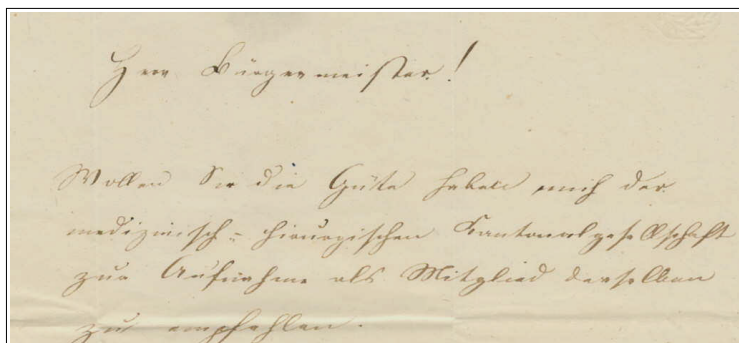 Herr Bürgermeister!
Wollen Sie die Güte haben mich der
medizinisch-chirurgischen Kantonalgesellschaft
zur Aufnahme als Mitglied derselben
zu empfehlen.